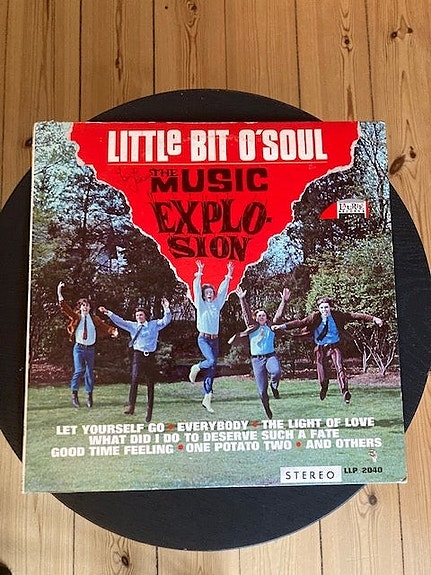 LITTLE BIT O'SOUL
THE
MUSIC
EXPLO-
SION
LAURIE
LET YOURSELF GO • EVERYBODY • THE LIGHT OF LOVE
WHAT DID I DO TO DESERVE SUCH A FATE
GOOD TIME FEELING • ONE POTATO TWO • AND OTHERS
STEREO LLP 2040